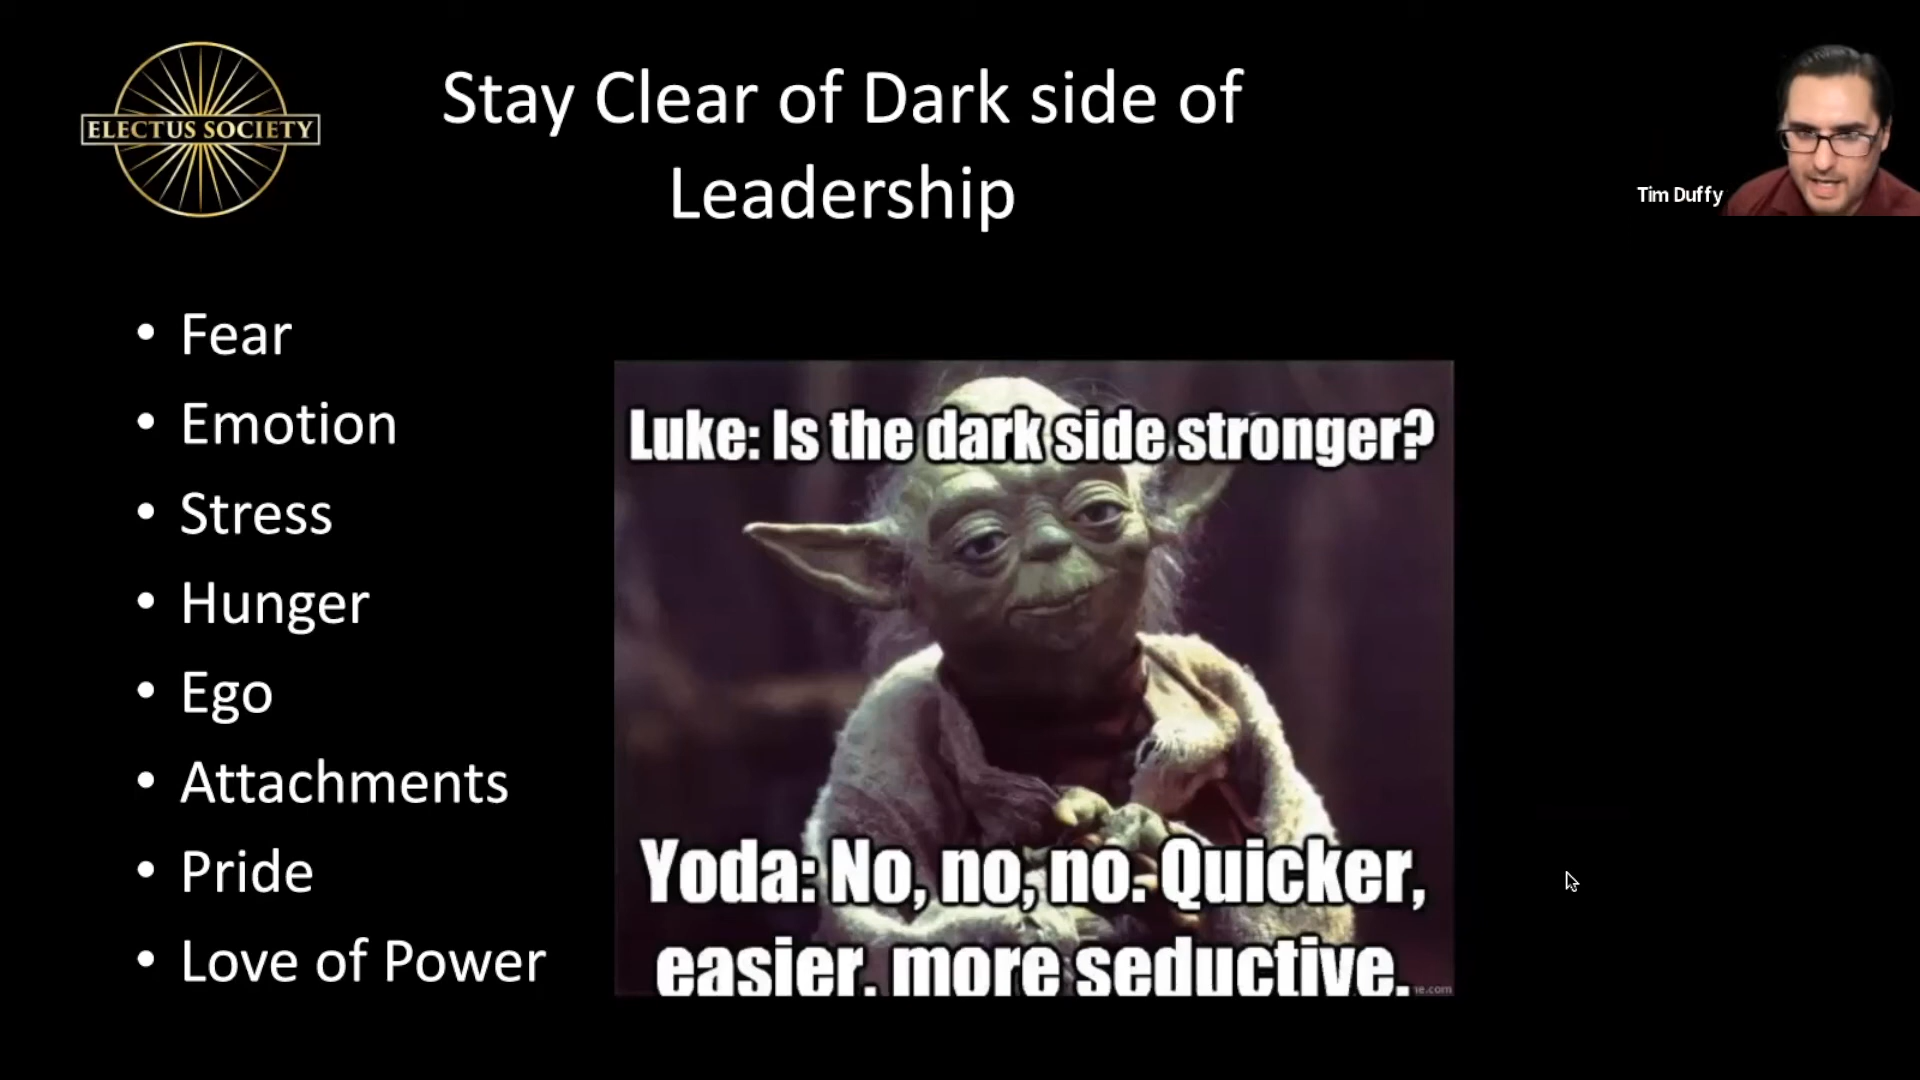 ELECTUS SOCIETY
Stay Clear of Dark side of
Leadership
Tim Duffy
• Fear
• Emotion
• Stress
• Hunger
• Ego
• Attachments
• Pride
• Love of Power
Luke: Is the dark side stronger?
Yoda: No, no, no. Quicker,
easier, more seductive.